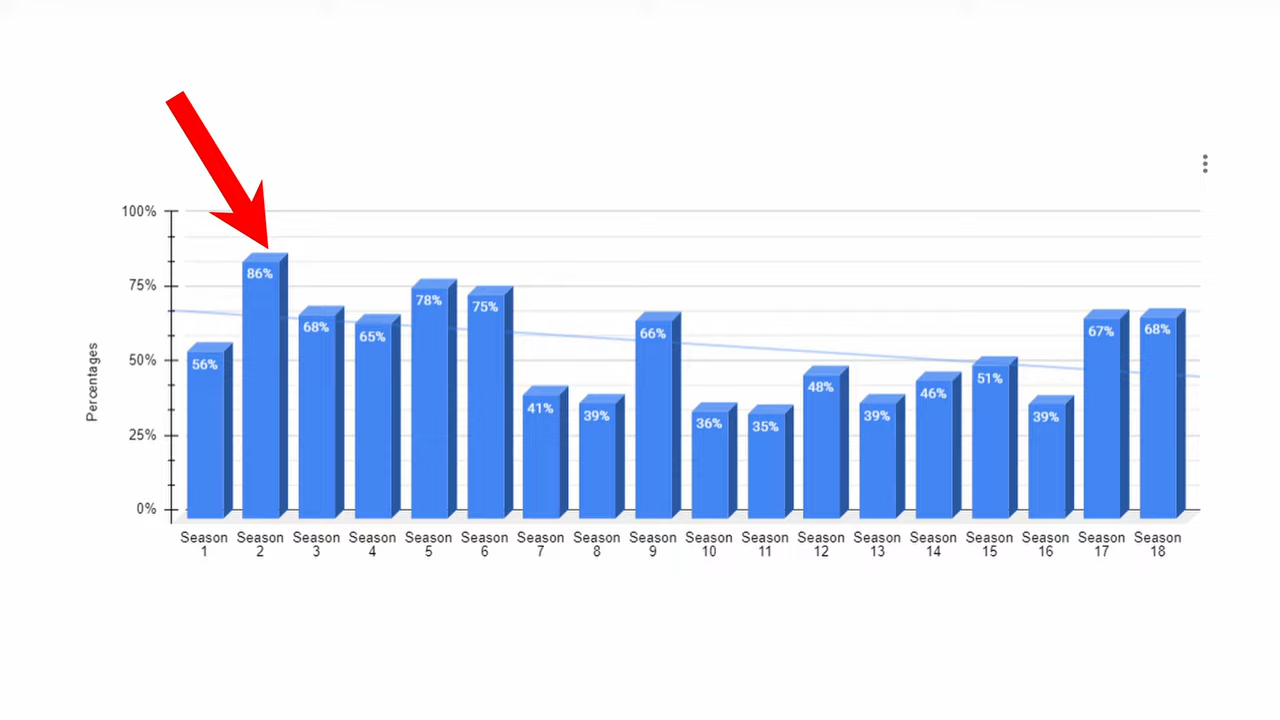 100%
75%
50%
25%
0%
Percentages
56%
86%
68%
65%
78%
75%
41%
39%
66%
36%
35%
48%
39%
46%
51%
39%
67%
68%
Season 1
Season 2
Season 3
Season 4
Season 5
Season 6
Season 7
Season 8
Season 9
Season 10
Season 11
Season 12
Season 13
Season 14
Season 15
Season 16
Season 17
Season 18